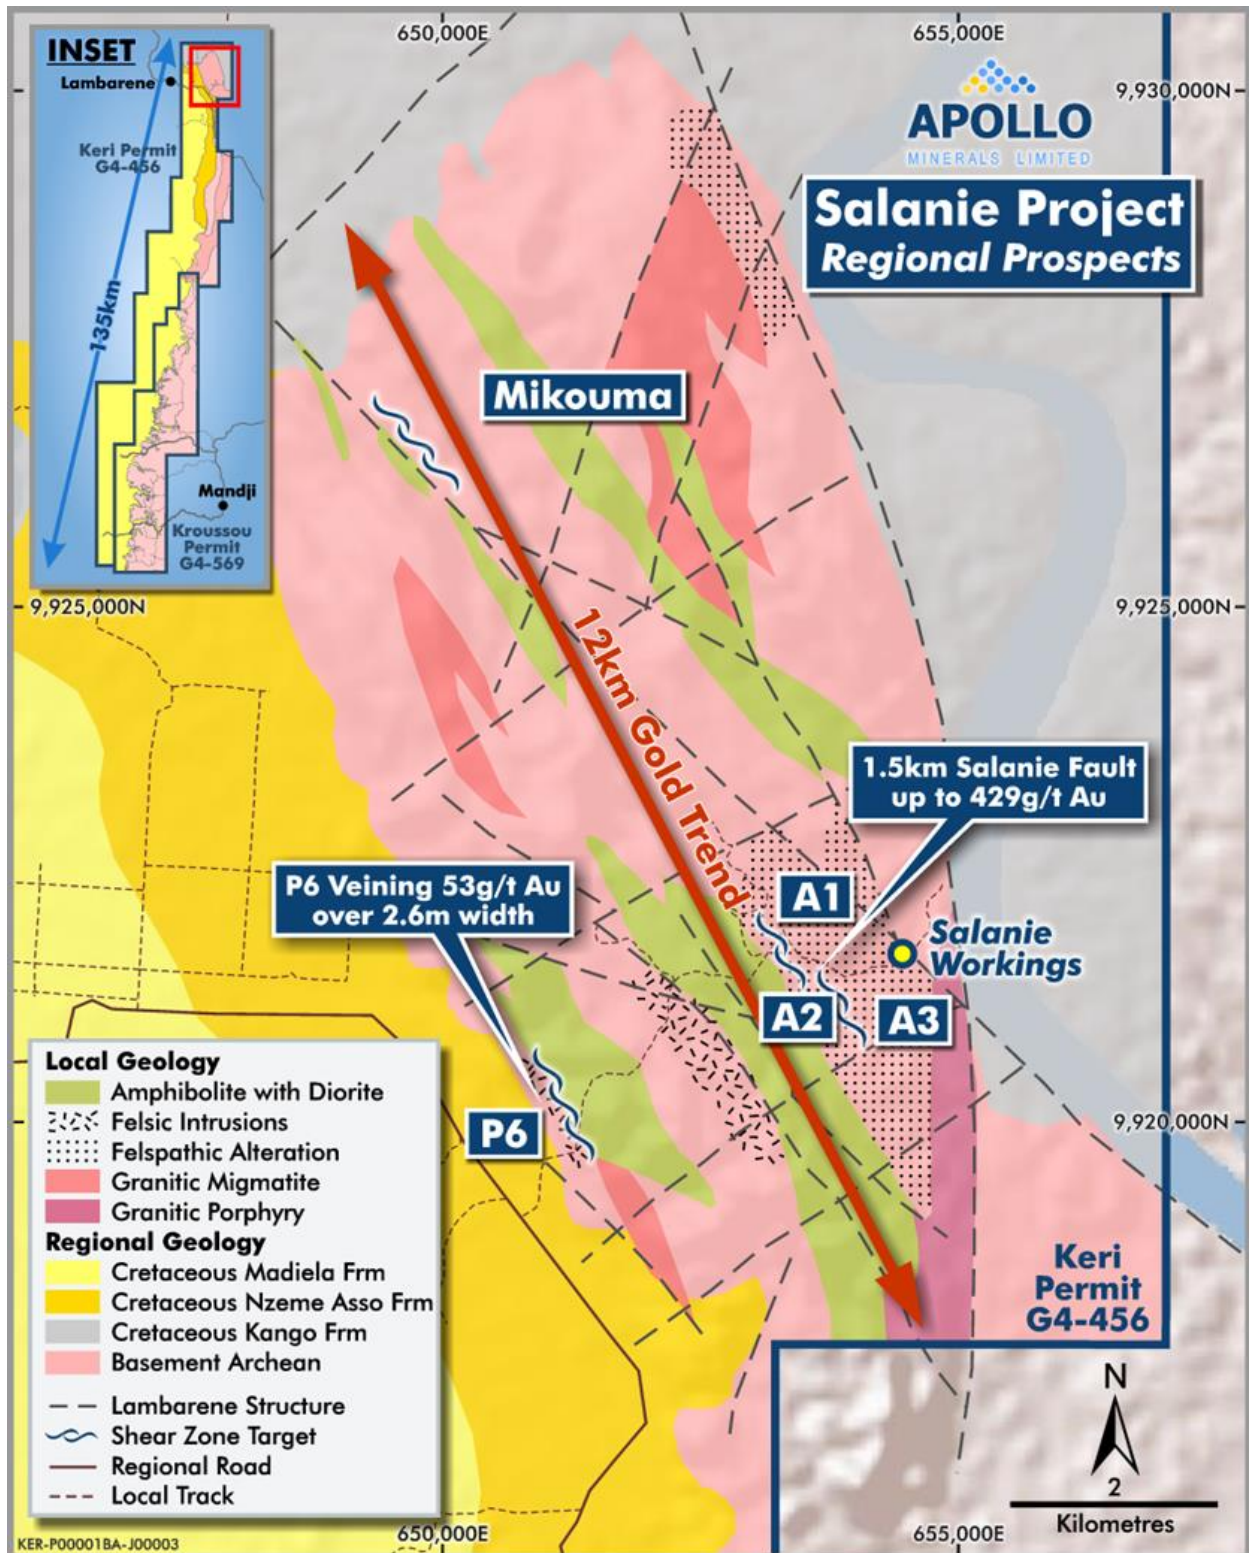 650,000E
655,000E
INSET
Lambarene
Keri Permit
G4-456
135km
Mandji
Kroussou
Permit
G4-569
9,930,000N
APOLLO
MINERALS LIMITED
Salanie Project
Regional Prospects
Mikouma
9,925,000N
9,925,000N
12km Gold Trend
1.5km Salanie Fault
up to 429g/t Au
P6 Veining 53g/t Au
over 2.6m width
A1
Salanie
Workings
A2
A3
P6
9,920,000N
Local Geology
Amphibolite with Diorite
Felsic Intrusions
Felspathic Alteration
Granitic Migmatite
Granitic Porphyry
Regional Geology
Cretaceous Madiela Frm
Cretaceous Nzeme Asso Frm
Cretaceous Kango Frm
Basement Archean
Lambarene Structure
Shear Zone Target
Regional Road
Local Track
Keri
Permit
G4-456
N
2
Kilometres
650,000E
655,000E
KER-P00001BA-J00003